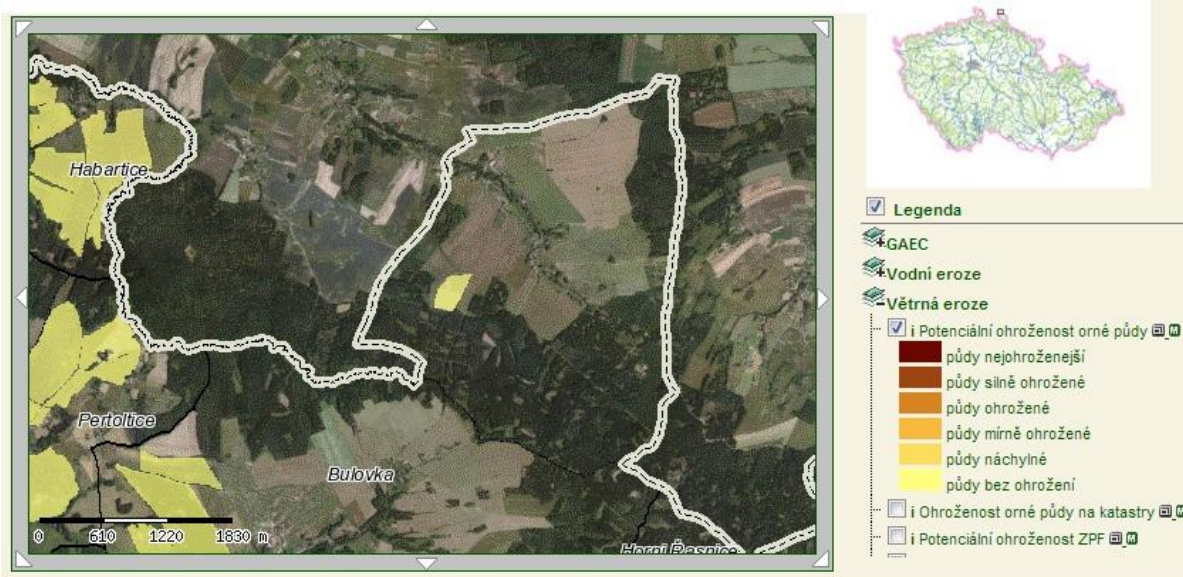 Habartice
Pertoltice
Bulovka
Horní Řasnice
0 610 1220 1830 m
Legenda
GAEC
Vodní eroze
Větrná eroze
i Potenciální ohroženost orné půdy M
půdy nejohroženější
půdy silně ohrožené
půdy ohrožené
půdy mírně ohrožené
půdy náchylné
půdy bez ohrožení
i Ohroženost orné půdy na katastry
i Potenciální ohroženost ZPF M